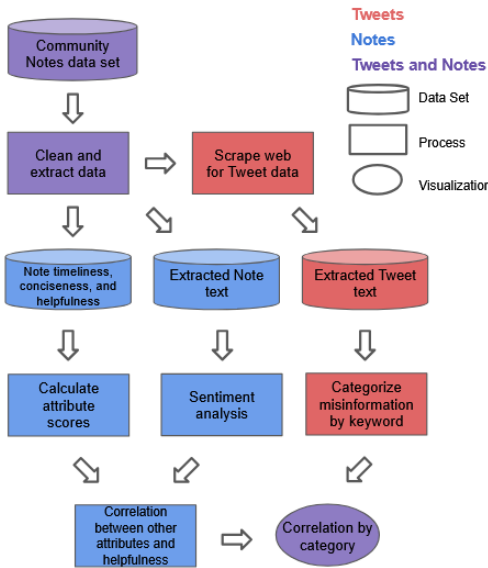 Tweets
Notes
Tweets and Notes
Data Set
Process
Visualization
Community
Notes data set
Clean and
extract data
Scrape web
for Tweet data
Note timeliness,
conciseness, and
helpfulness
Extracted Note
text
Extracted Tweet
text
Calculate
attribute
scores
Sentiment
analysis
Categorize
misinformation
by keyword
Correlation
between other
attributes and
helpfulness
Correlation by
category